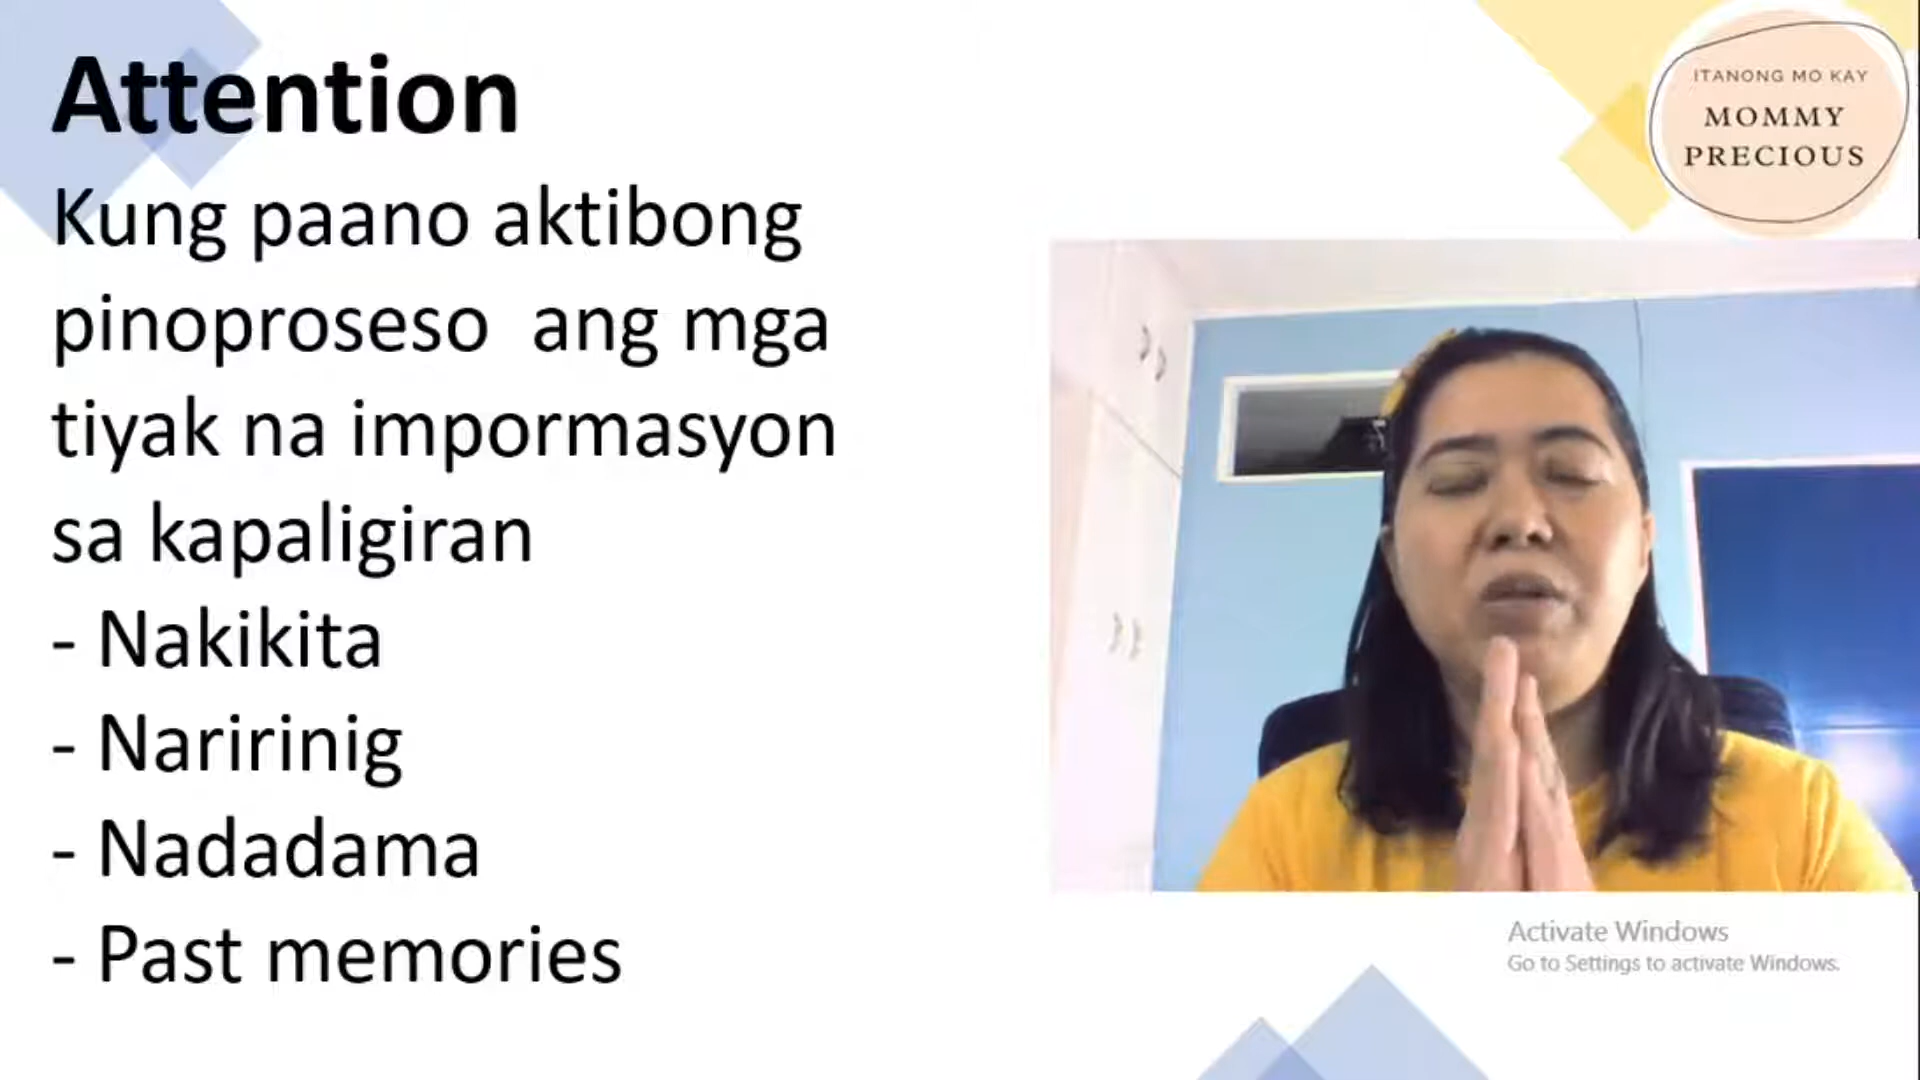 Attention
Kung paano aktibong
pinoproseso ang mga
tiyak na impormasyon
sa kapaligiran
- Nakikita
- Naririnig
- Nadadama
- Past memories
ITANONG MO KAY
MOMMY
PRECIOUS
Activate Windows
Go to Settings to activate Windows.